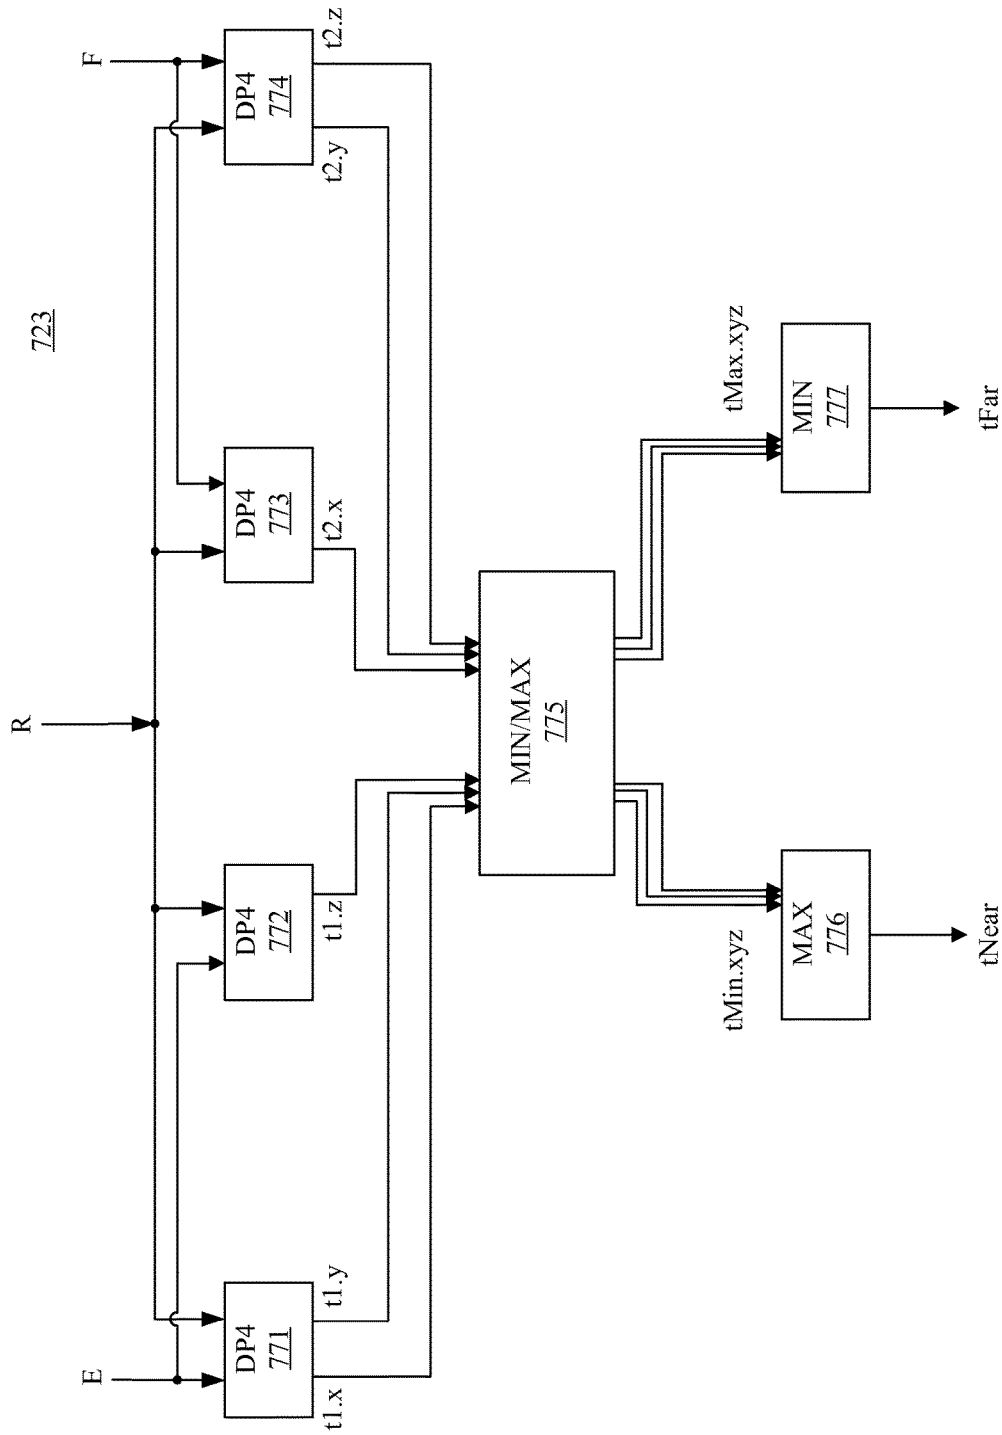 723
R
E
F
DP4
771
DP4
772
DP4
773
DP4
774
t1.x
t1.y
t1.z
t2.x
t2.y
t2.z
MIN/MAX
775
tMin.xyz
tMax.xyz
MAX
776
MIN
777
tNear
tFar